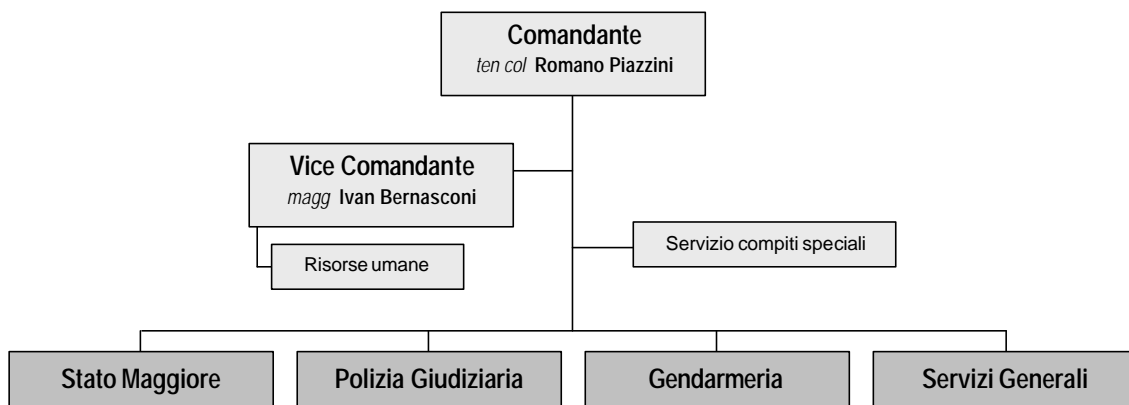 Comandante
ten col Romano Piazzini
Vice Comandante
magg Ivan Bernasconi
Servizio compiti speciali
Risorse umane
Stato Maggiore
Polizia Giudiziaria
Gendarmeria
Servizi Generali